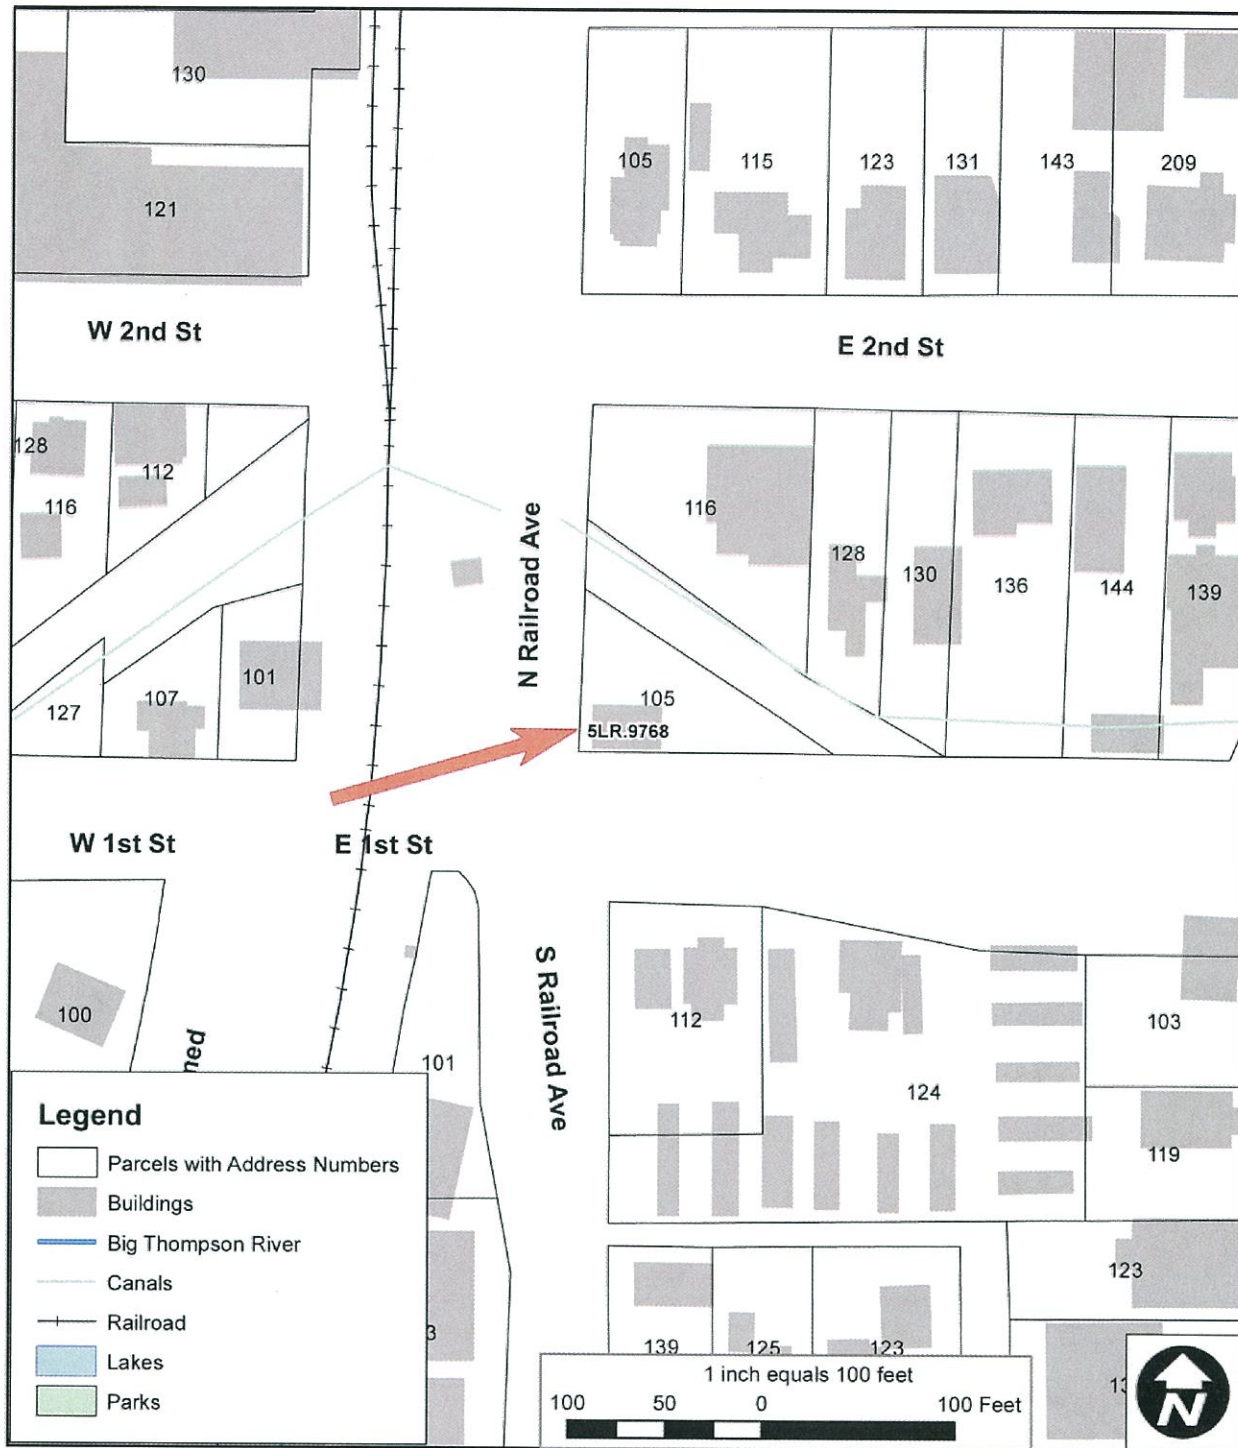 130
105
115
123
131
143
209
121
W 2nd St
E 2nd St
128
112
116
116
128
130
136
144
139
N Railroad Ave
101
107
127
105
5LR.9768
W 1st St
E 1st St
S Railroad Ave
100
112
101
103
124
119
123
139
125
123
Legend
Parcels with Address Numbers
Buildings
Big Thompson River
Canals
Railroad
Lakes
Parks
1 inch equals 100 feet
100 50 0 100 Feet
N